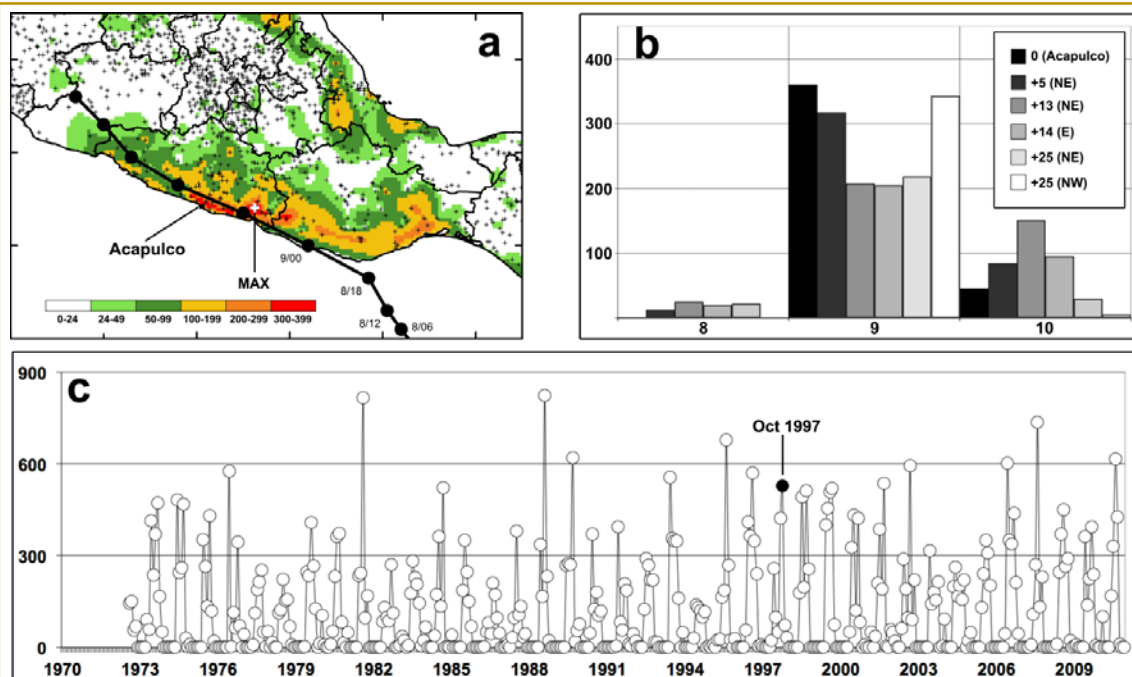 a
Acapulco
MAX
9/00
8/18
8/12
8/06
0-24 24-49 50-99 100-199 200-299 300-399
b
400
300
200
100
8 9 10
0 (Acapulco)
+5 (NE)
+13 (NE)
+14 (E)
+25 (NE)
+25 (NW)
c
900
600
300
0
Oct 1997
1970 1973 1976 1979 1982 1985 1988 1991 1994 1997 2000 2003 2006 2009